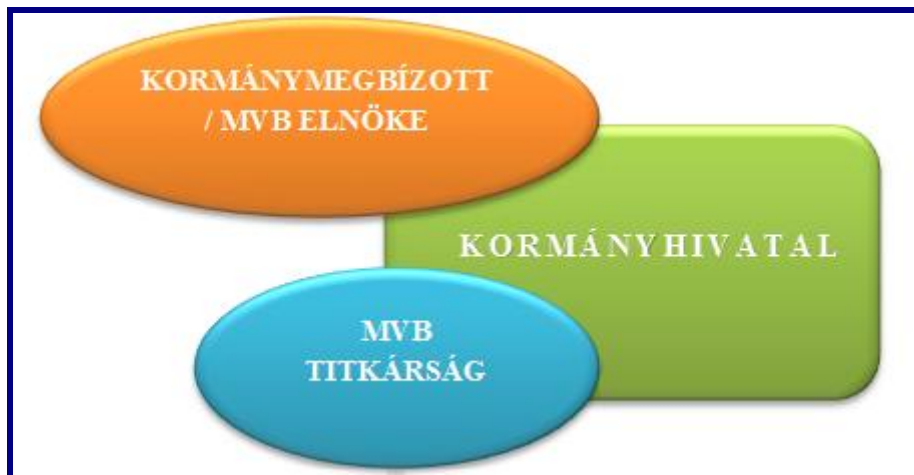 KORMÁNYMEGBÍZOTT
/ MVB ELNÖKE
KORMÁNYHIVATAL
MVB
TITKÁRSÁG